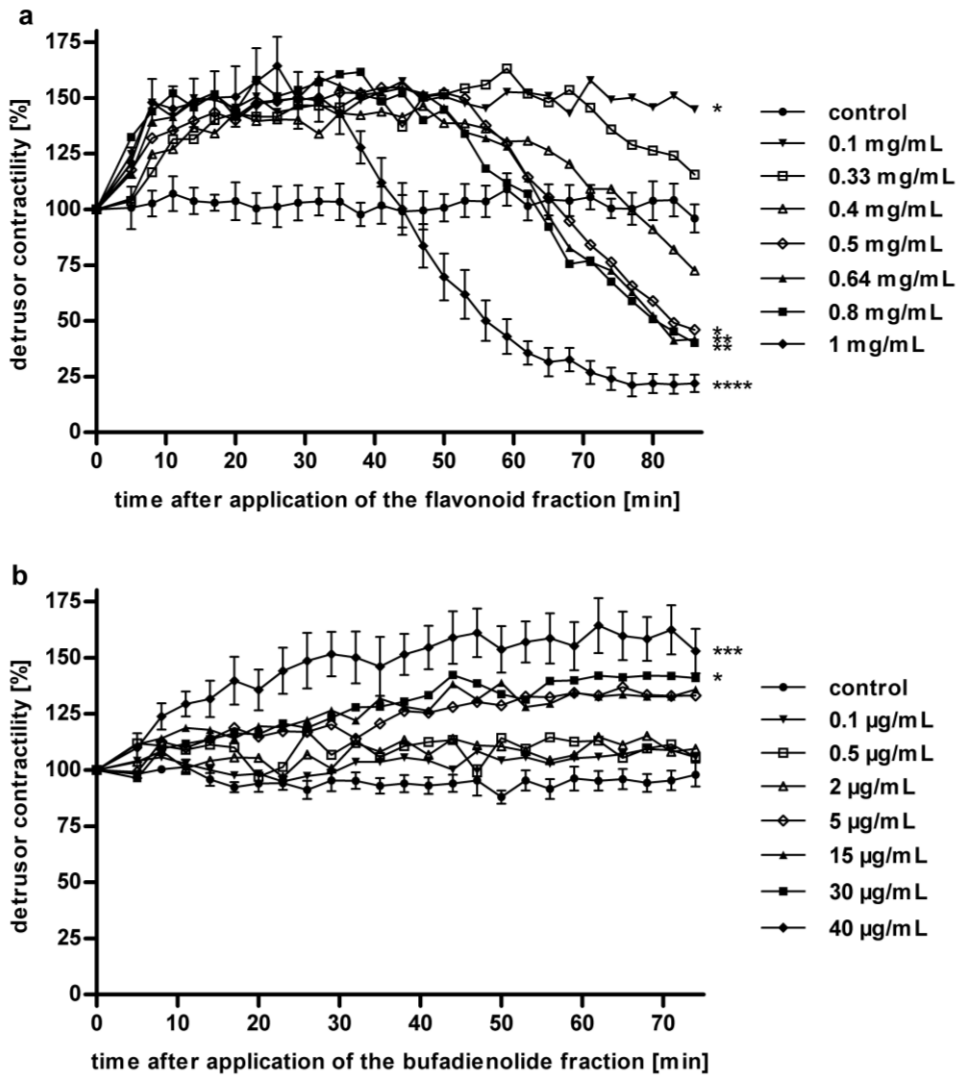 a
175
150
125
100
75
50
25
0
detrusor contractility [%]
0 10 20 30 40 50 60 70 80
time after application of the flavonoid fraction [min]
*
*
**
**
****
control
0.1 mg/mL
0.33 mg/mL
0.4 mg/mL
0.5 mg/mL
0.64 mg/mL
0.8 mg/mL
1 mg/mL
b
175
150
125
100
75
50
25
0
detrusor contractility [%]
0 10 20 30 40 50 60 70
time after application of the bufadienolide fraction [min]
***
*
control
0.1 µg/mL
0.5 µg/mL
2 µg/mL
5 µg/mL
15 µg/mL
30 µg/mL
40 µg/mL